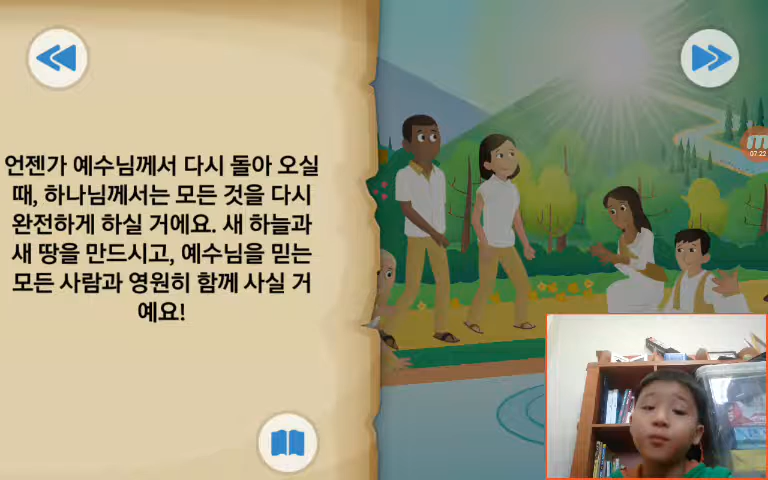 언젠가 예수님께서 다시 돌아 오실
때, 하나님께서는 모든 것을 다시
완전하게 하실 거에요. 새 하늘과
새 땅을 만드시고, 예수님을 믿는
모든 사람과 영원히 함께 사실 거
예요!
07:22